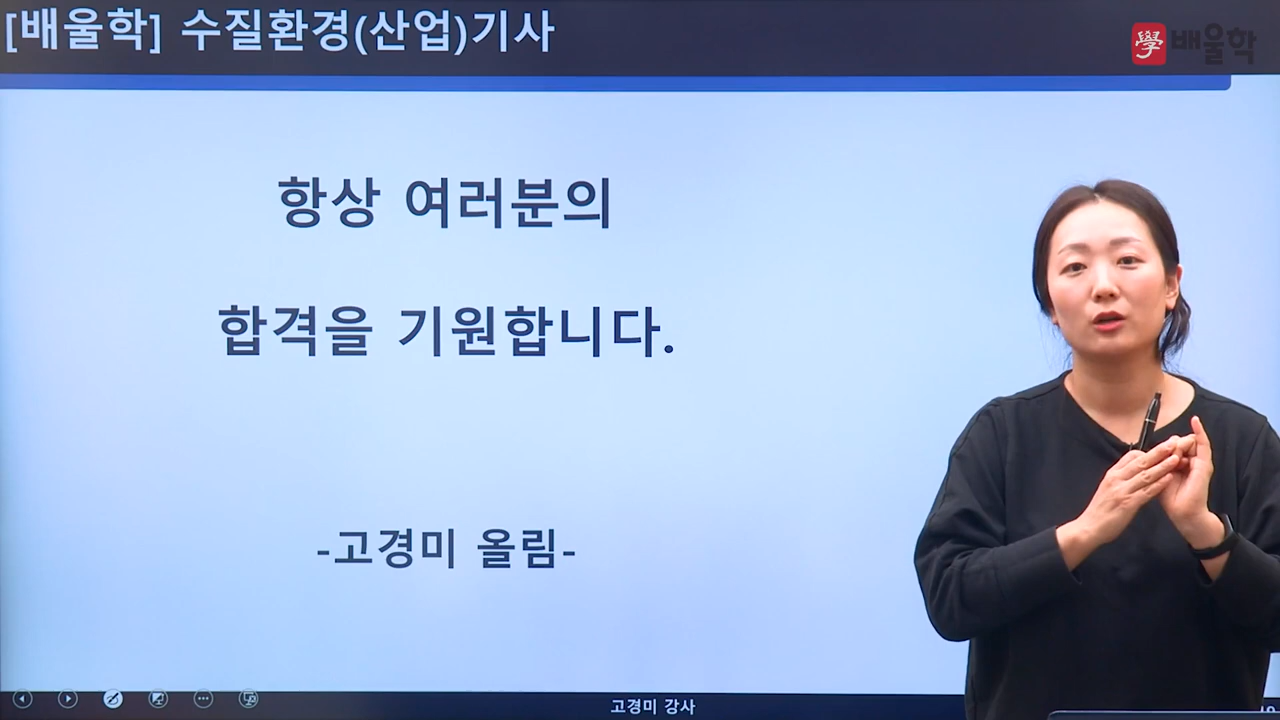 [배울학] 수질환경(산업)기사
學 배울학
항상 여러분의
합격을 기원합니다.
-고경미 올림-
고경미 강사